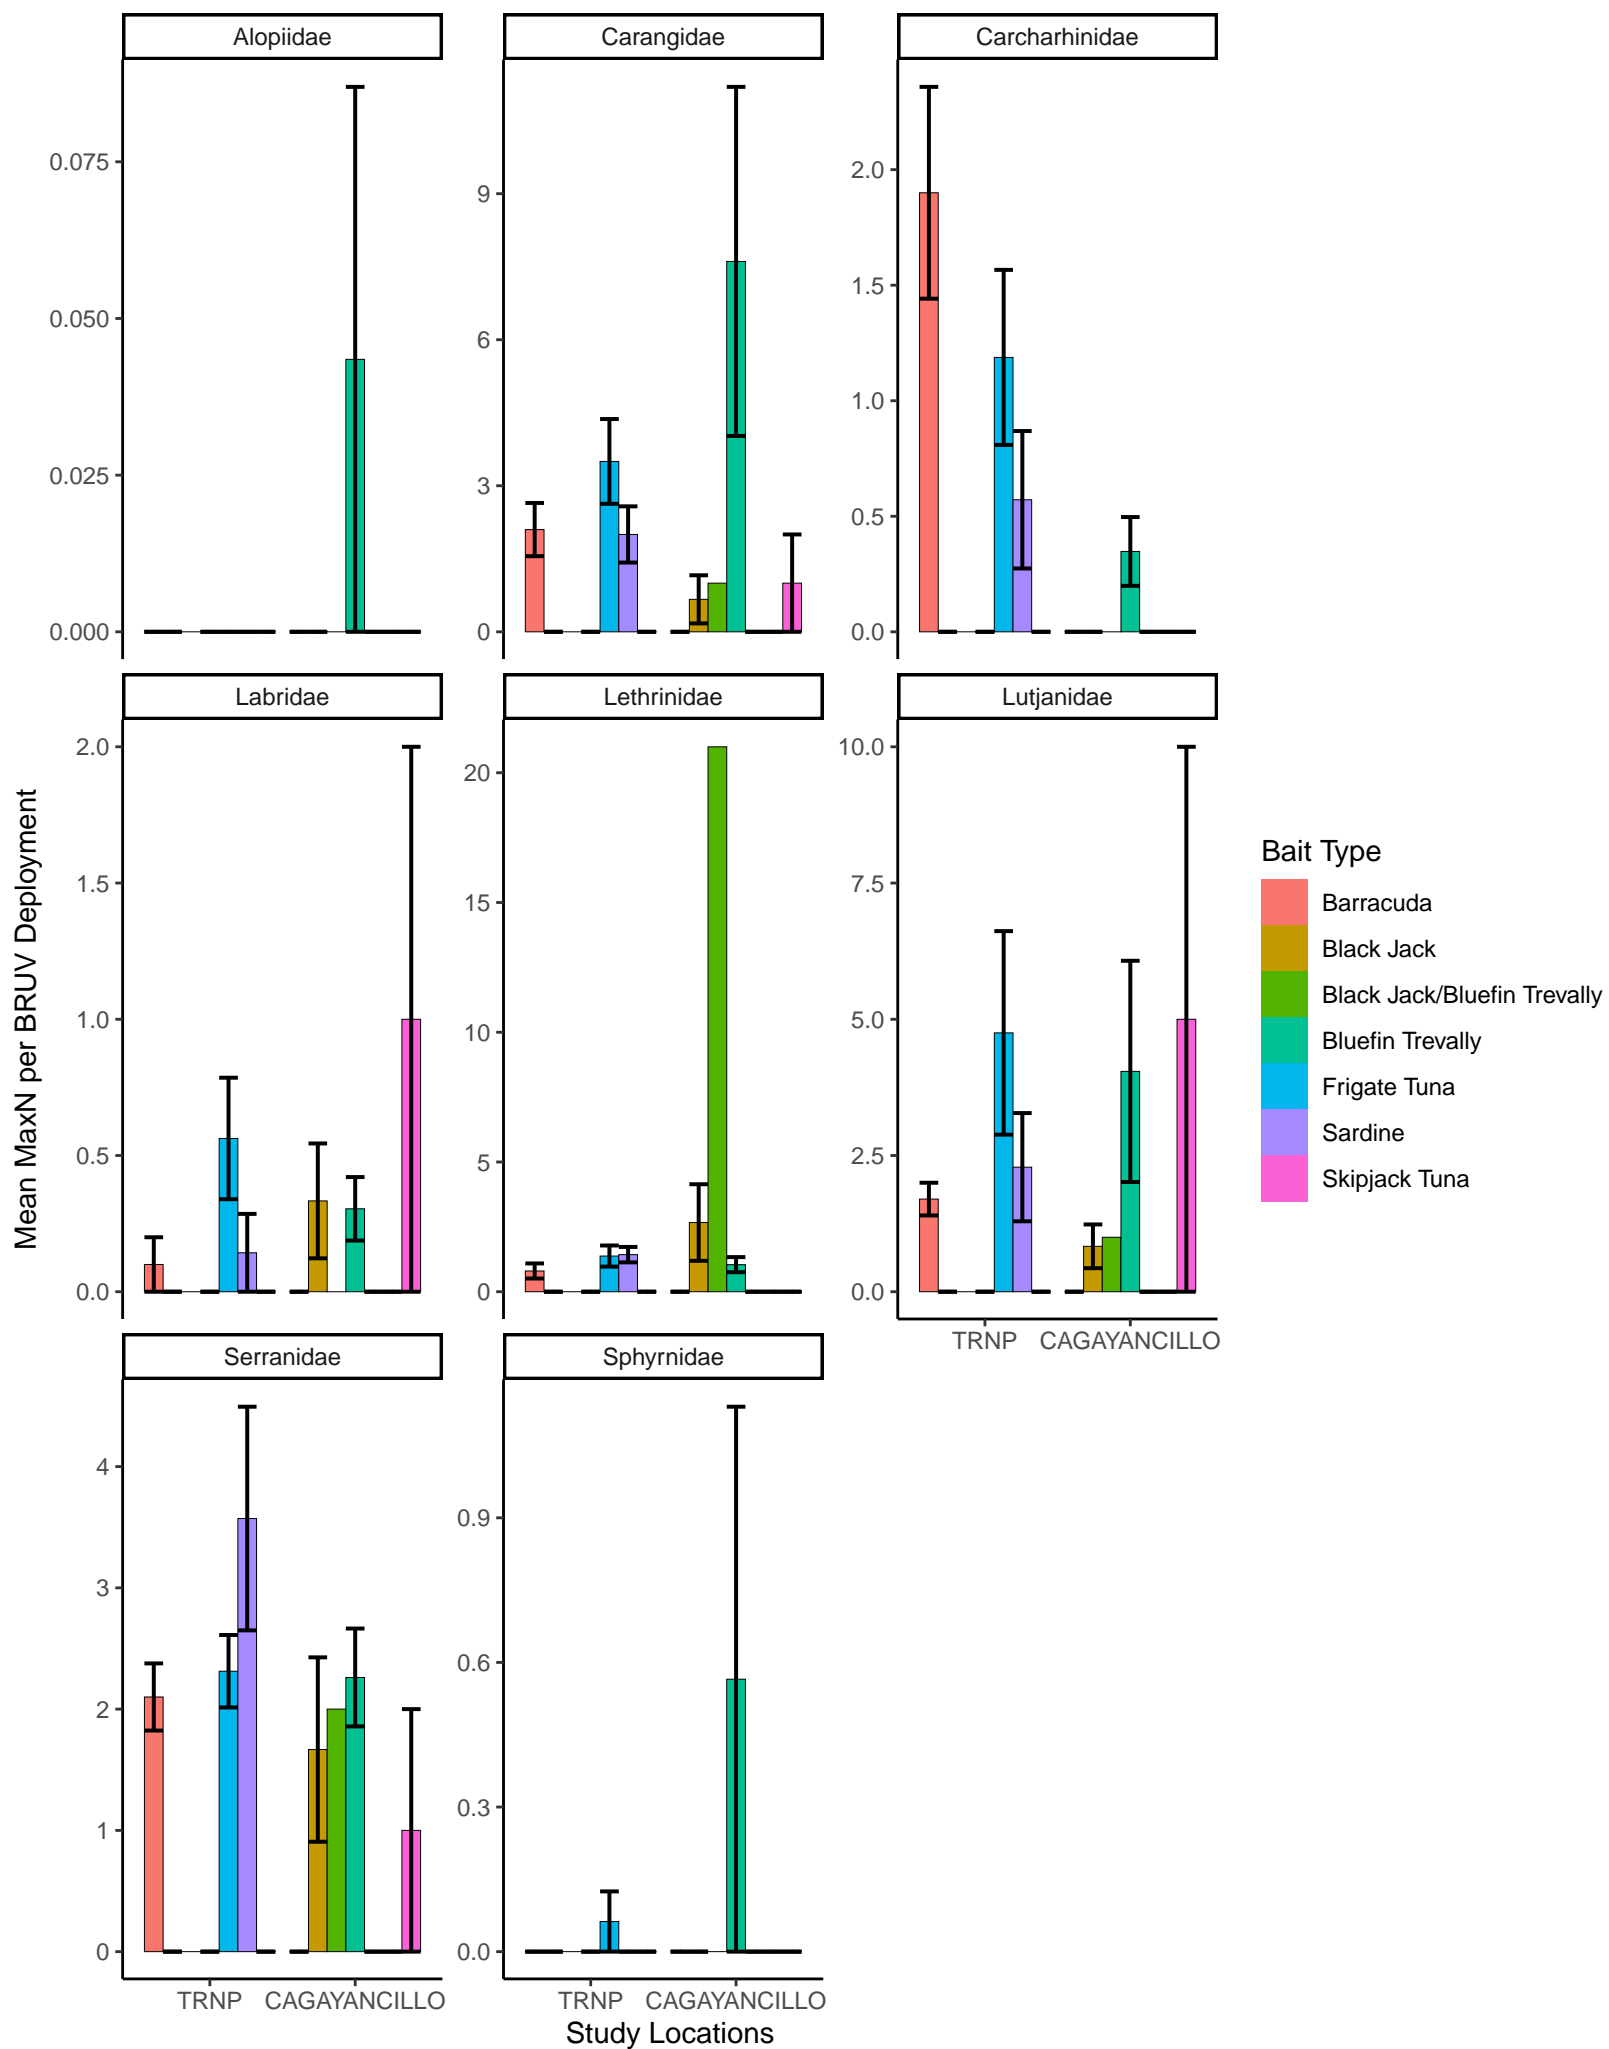 Alopiidae
Carangidae
Carcharhinidae
0.075
0.050
0.025
0.000
9
6
3
0
2.0
1.5
1.0
0.5
0.0
Labridae
Lethrinidae
Lutjanidae
2.0
1.5
1.0
0.5
0.0
20
15
10
5
0
10.0
7.5
5.0
2.5
0.0
TRNP
CAGAYANCILLO
Mean MaxN per BRUV Deployment
Bait Type
Barracuda
Black Jack
Black Jack/Bluefin Trevally
Bluefin Trevally
Frigate Tuna
Sardine
Skipjack Tuna
Serranidae
Sphyrnidae
4
3
2
1
0
0.9
0.6
0.3
0.0
TRNP
CAGAYANCILLO
TRNP
CAGAYANCILLO
Study Locations